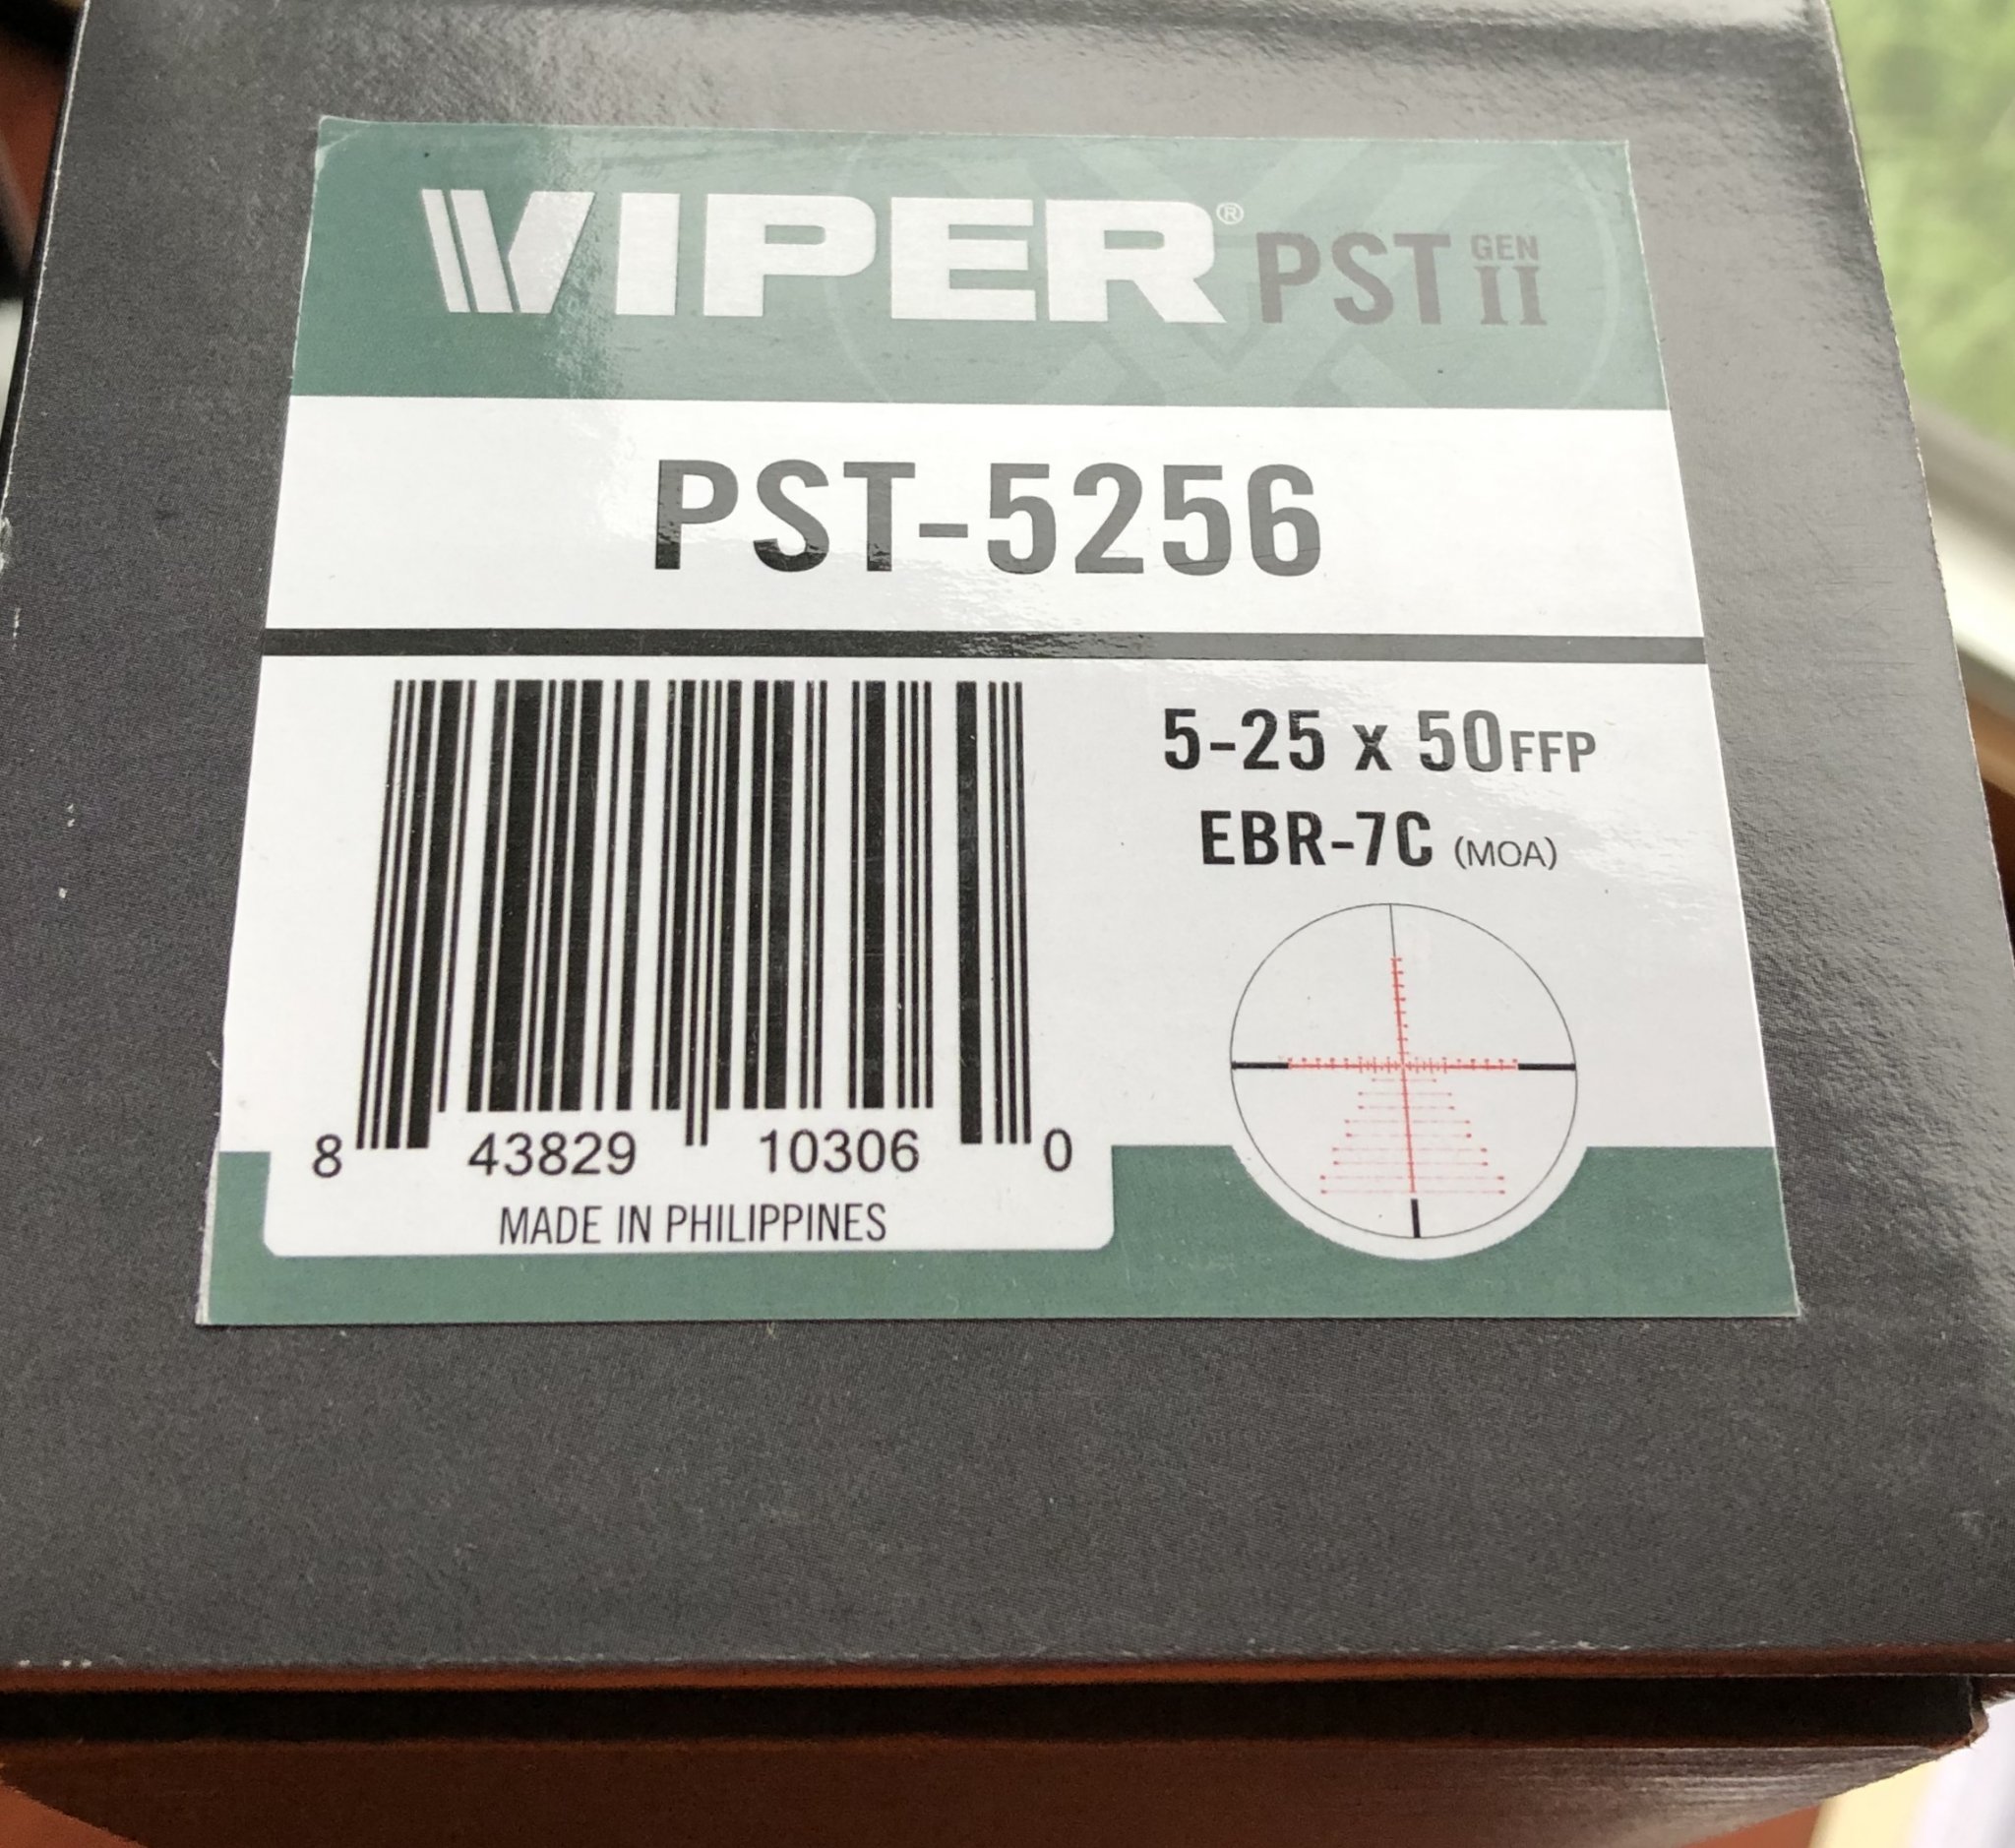 VIPER® PST GEN II
PST-5256
5-25 x 50FFP
EBR-7C (MOA)
8 43829 10306 0
MADE IN PHILIPPINES